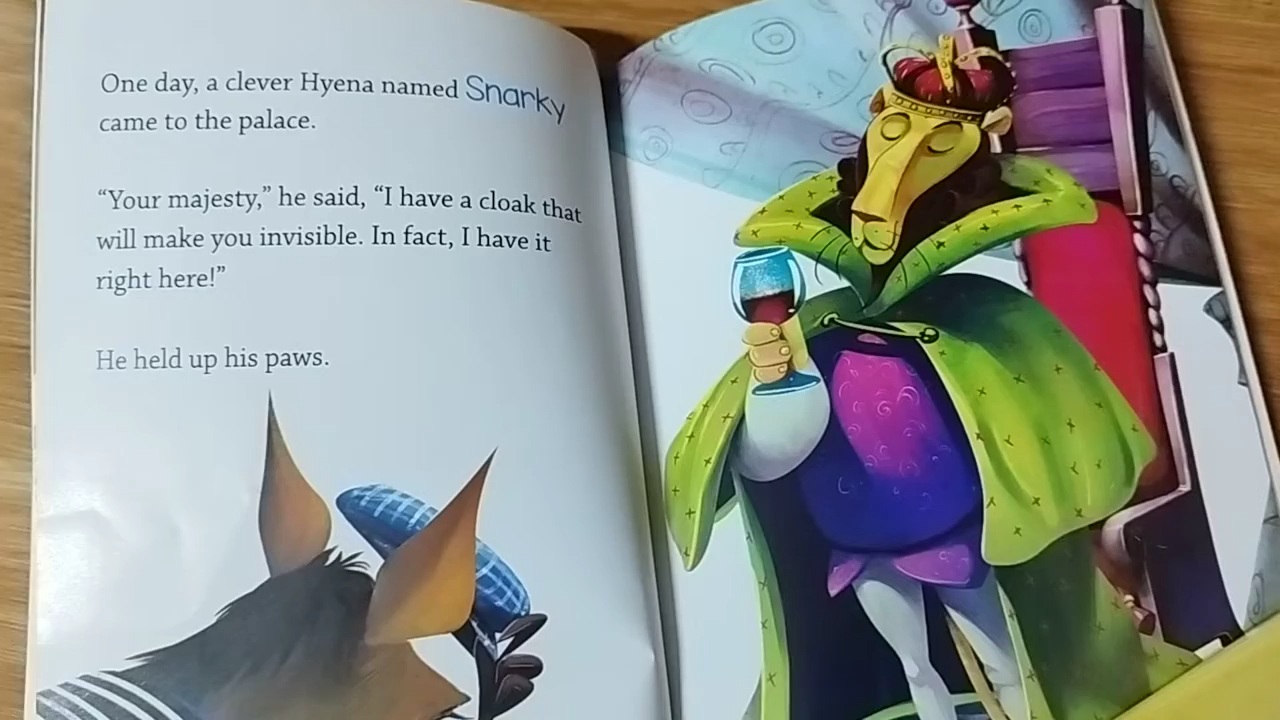 One day, a clever Hyena named Snarky
came to the palace.
“Your majesty,” he said, “I have a cloak that
will make you invisible. In fact, I have it
right here!”
He held up his paws.